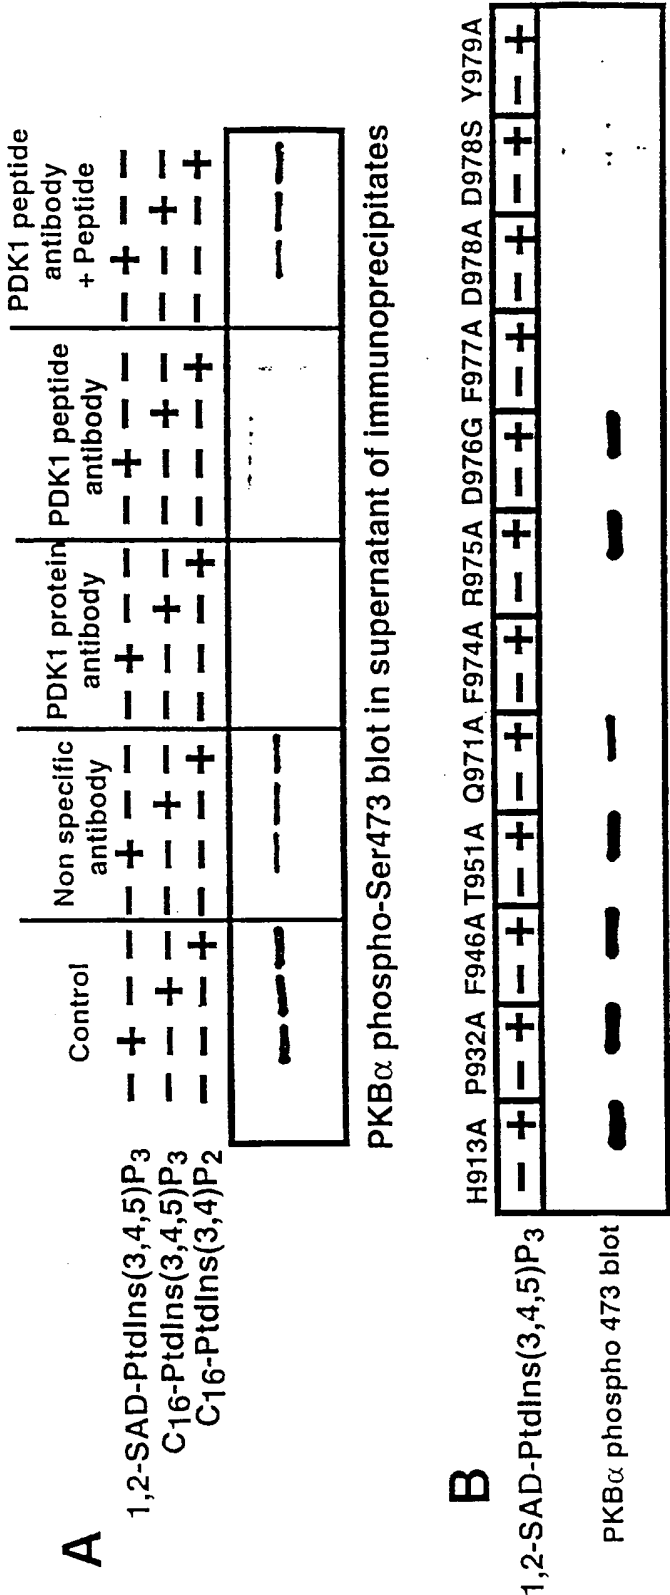 A
Control
Non specific
antibody
PDK1 protein
antibody
PDK1 peptide
antibody
PDK1 peptide
antibody
+ Peptide
1,2-SAD-PtdIns(3,4,5)P3 − + − − − + − − − + − − − + − − − + − −
C16-PtdIns(3,4,5)P3 − − + − − − + − − − + − − − + − − − + −
C16-PtdIns(3,4)P2 − − − + − − − + − − − + − − − + − − − +
PKBα phospho-Ser473 blot in supernatant of immunoprecipitates
B
H913A P932A F946A T951A Q971A F974A R975A D976G F977A D978A D978S Y979A
1,2-SAD-PtdIns(3,4,5)P3 − + − + − + − + − + − + − + − + − + − + − + − +
PKBα phospho 473 blot